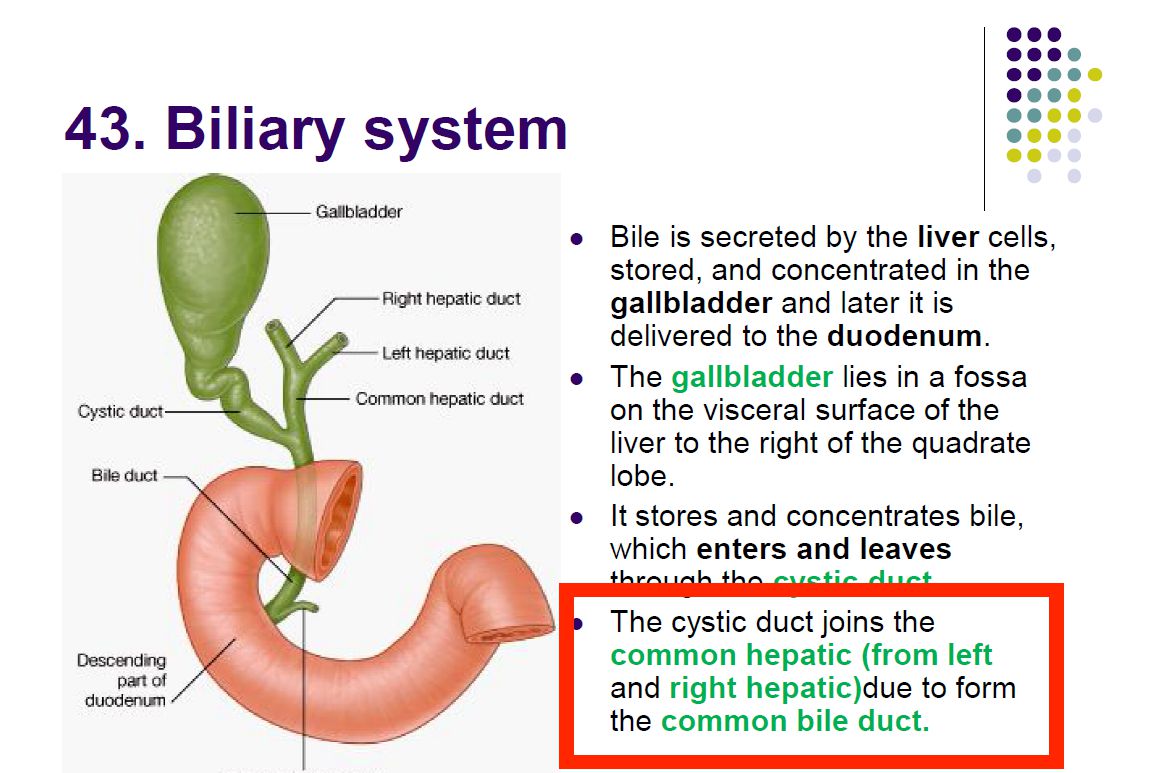 43. Biliary system
Gallbladder
Right hepatic duct
Left hepatic duct
Common hepatic duct
Cystic duct
Bile duct
Descending
part of
duodenum
Bile is secreted by the liver cells,
stored, and concentrated in the
gallbladder and later it is
delivered to the duodenum.
The gallbladder lies in a fossa
on the visceral surface of the
liver to the right of the quadrate
lobe.
It stores and concentrates bile,
which enters and leaves
through the cystic duct
The cystic duct joins the
common hepatic (from left
and right hepatic)due to form
the common bile duct.